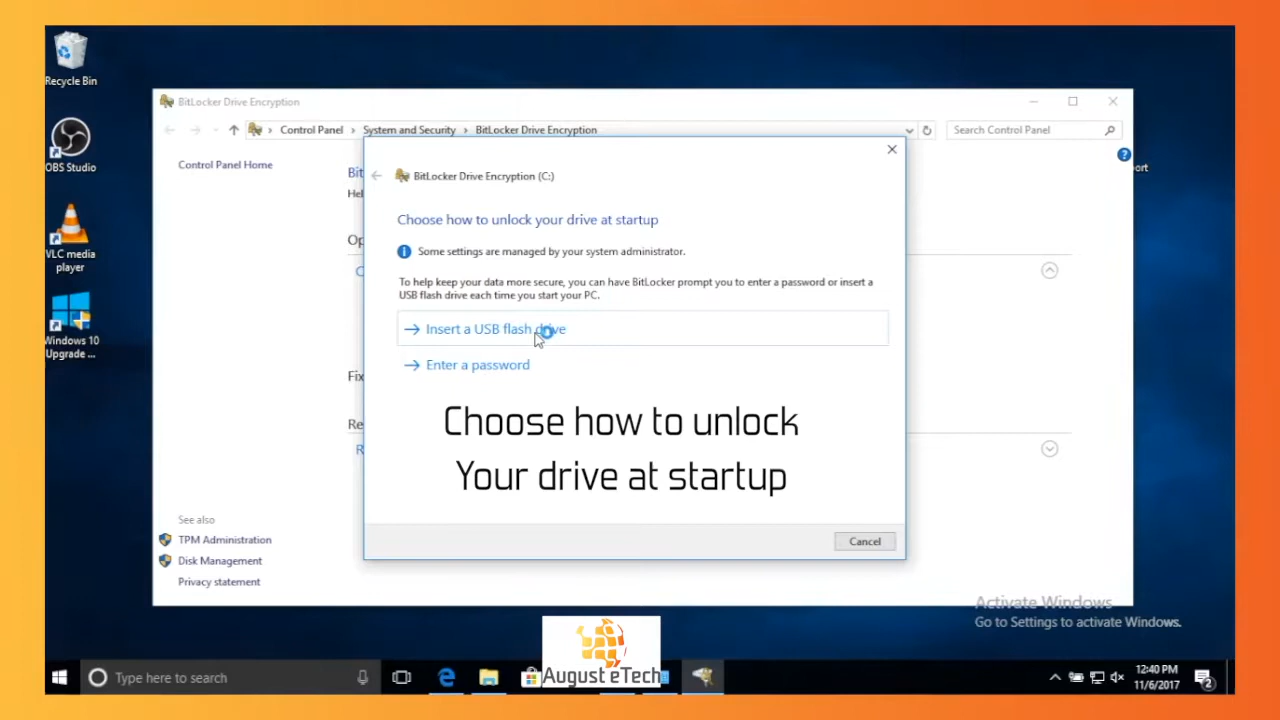 Recycle Bin
OBS Studio
VLC media
player
Windows 10
Upgrade ...
BitLocker Drive Encryption
Control Panel > System and Security > BitLocker Drive Encryption
Search Control Panel
Control Panel Home
Bit
Hel
Op
C
Fix
Re
R
ort
BitLocker Drive Encryption (C:)
Choose how to unlock your drive at startup
Some settings are managed by your system administrator.
To help keep your data more secure, you can have BitLocker prompt you to enter a password or insert a
USB flash drive each time you start your PC.
Insert a USB flash drive
Enter a password
Choose how to unlock
Your drive at startup
Cancel
See also
TPM Administration
Disk Management
Privacy statement
Activate Windows
Go to Settings to activate Windows.
August eTech
Type here to search
12:40 PM
11/6/2017
2